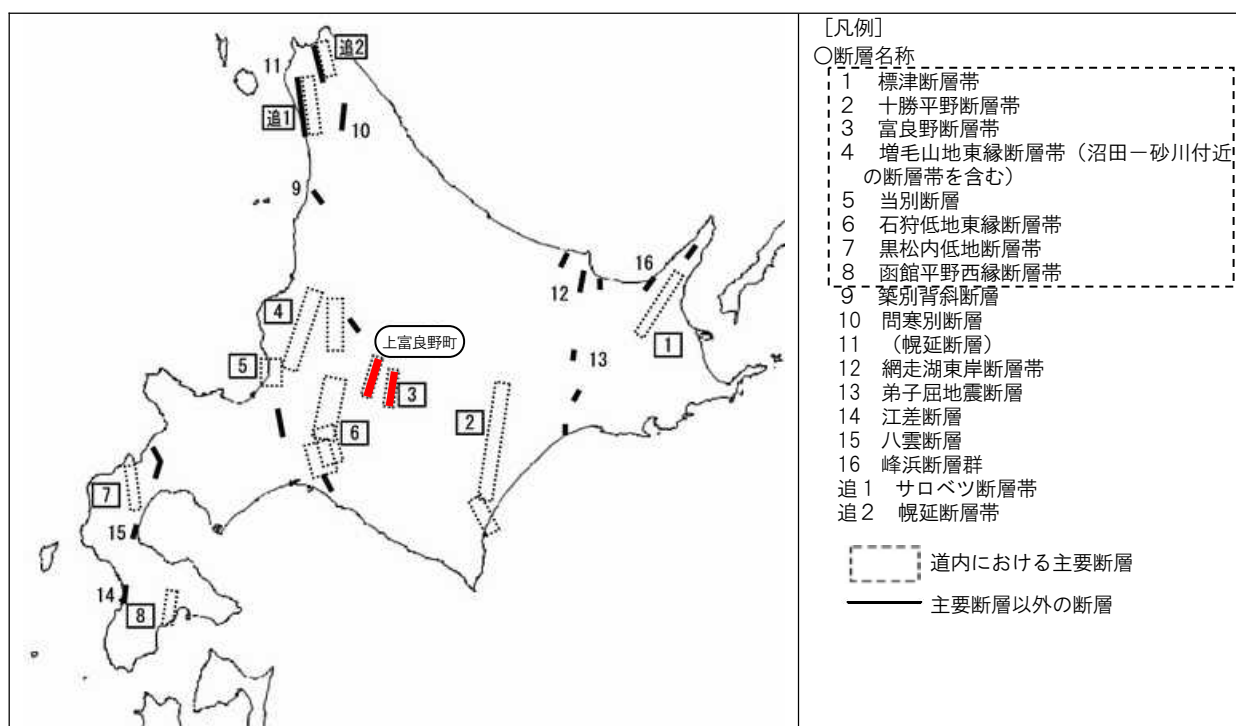 追2
11
追1
10
9
16
12
4
上富良野町
1
13
5
3
2
6
7
15
14
8
[凡例]
○断層名称
1 標津断層帯
2 十勝平野断層帯
3 富良野断層帯
4 増毛山地東縁断層帯（沼田－砂川付近
の断層帯を含む）
5 当別断層
6 石狩低地東縁断層帯
7 黒松内低地断層帯
8 函館平野西縁断層帯
9 築別背斜断層
10 問寒別断層
11 （幌延断層）
12 網走湖東岸断層帯
13 弟子屈地震断層
14 江差断層
15 八雲断層
16 峰浜断層群
追1 サロベツ断層帯
追2 幌延断層帯
道内における主要断層
主要断層以外の断層